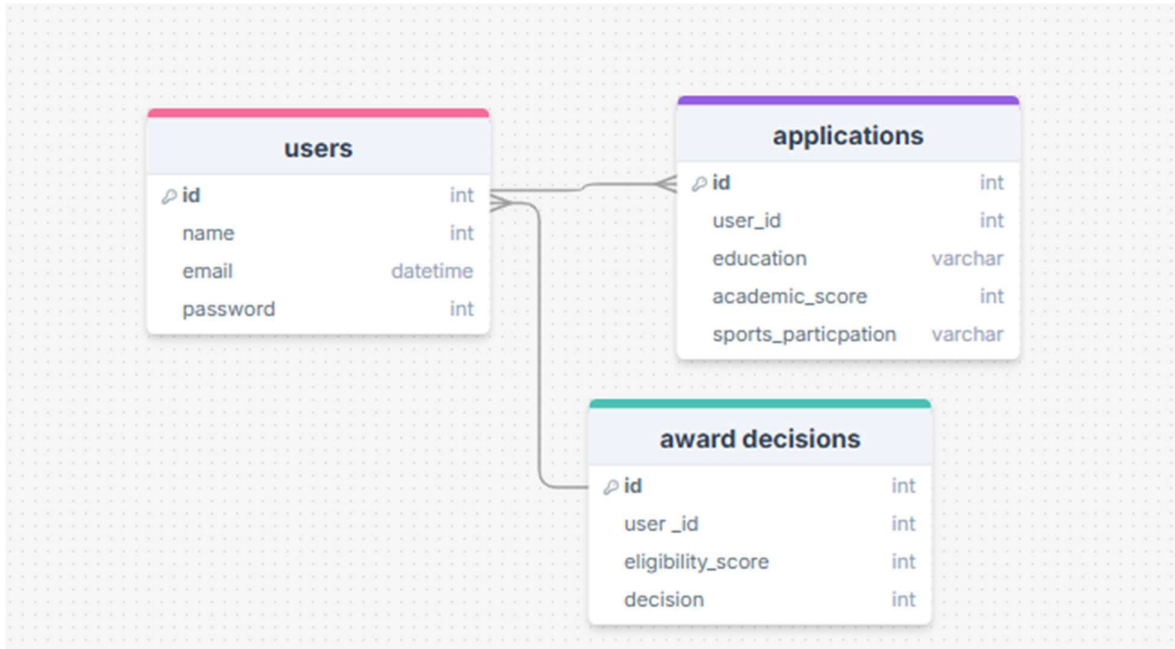 users
id int
name int
email datetime
password int
applications
id int
user_id int
education varchar
academic_score int
sports_particpation varchar
award decisions
id int
user _id int
eligibility_score int
decision int